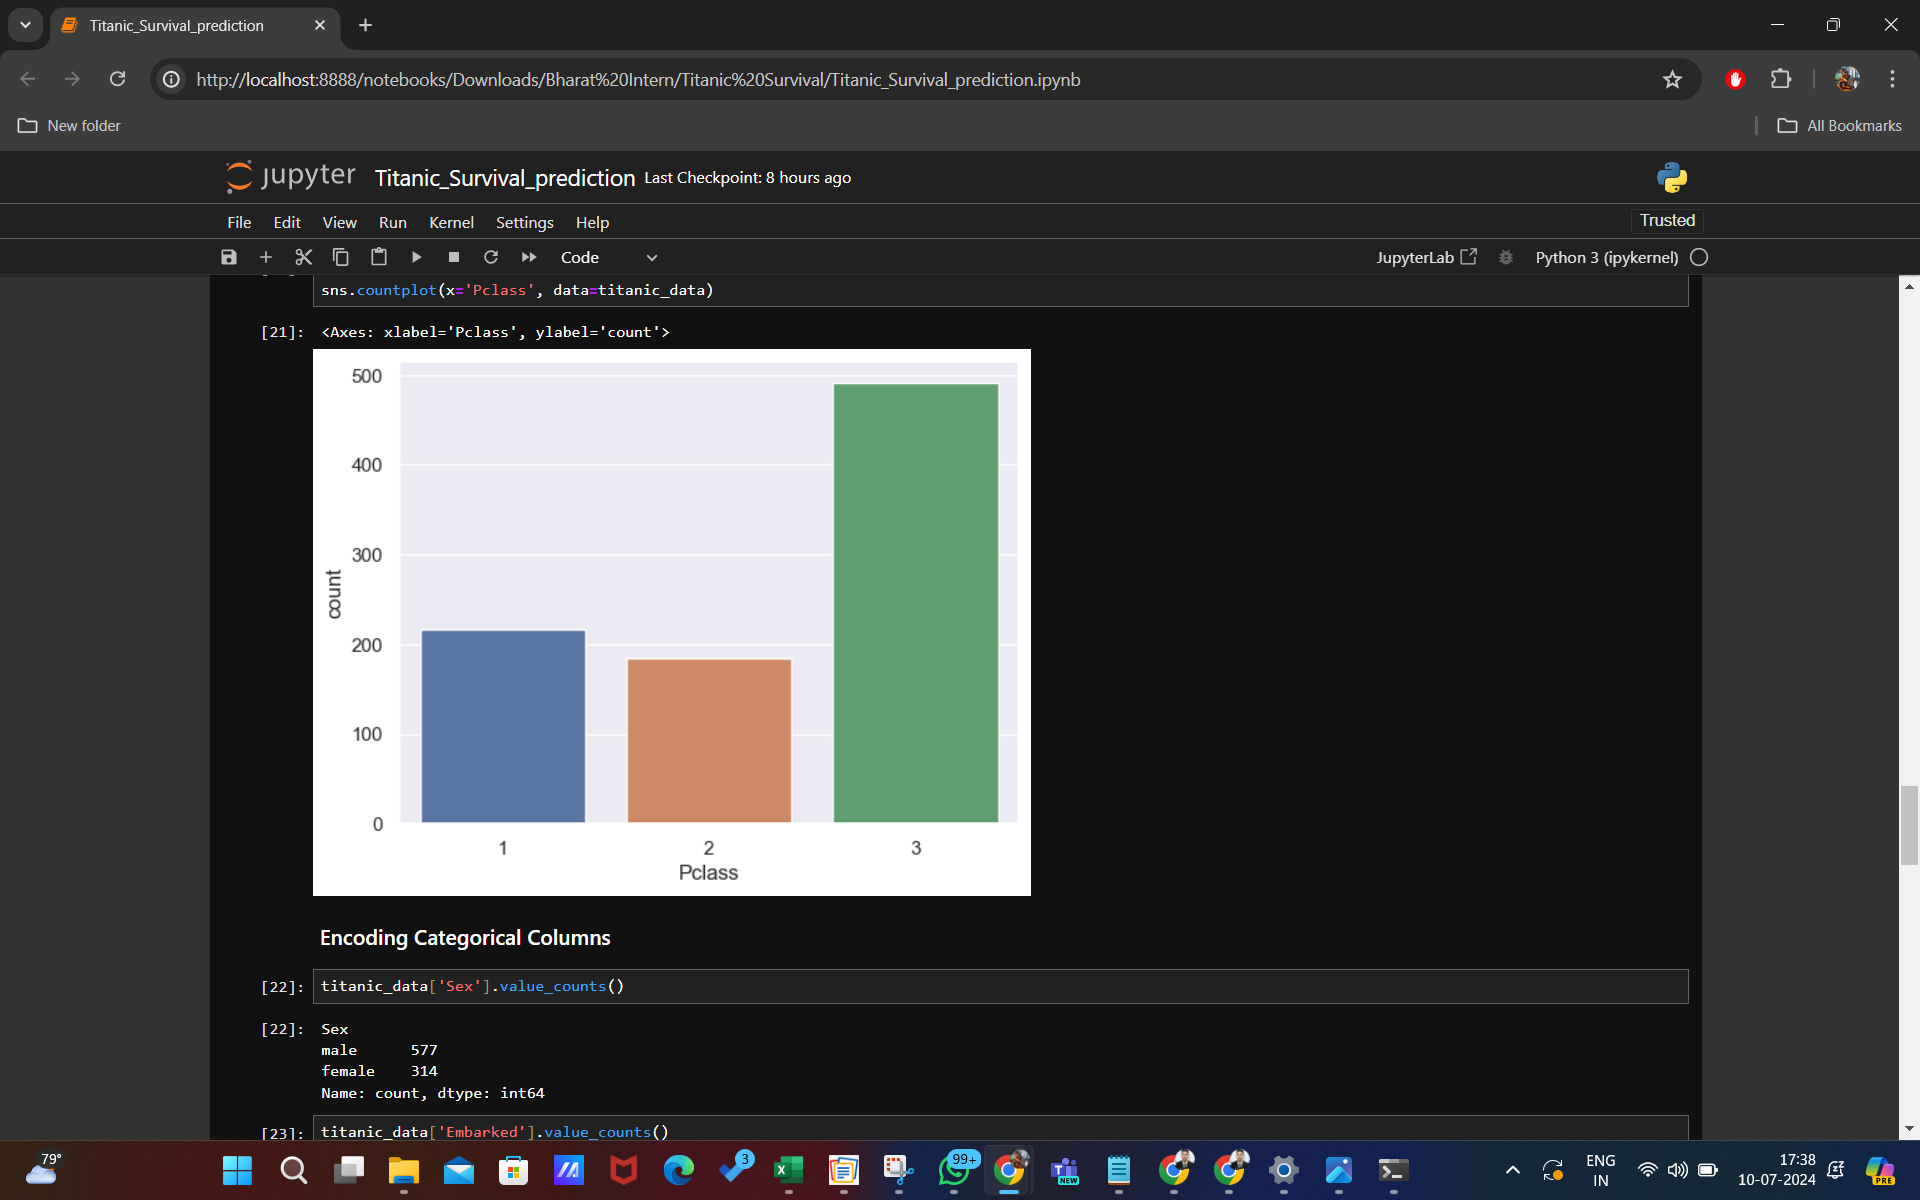 Titanic_Survival_prediction
http://localhost:8888/notebooks/Downloads/Bharat%20Intern/Titanic%20Survival/Titanic_Survival_prediction.ipynb
New folder
All Bookmarks
jupyter Titanic_Survival_prediction Last Checkpoint: 8 hours ago
File Edit View Run Kernel Settings Help
Trusted
Code
JupyterLab
Python 3 (ipykernel)
sns.countplot(x='Pclass', data=titanic_data)
[21]: <Axes: xlabel='Pclass', ylabel='count'>
500
400
300
200
100
0
count
1 2 3
Pclass
Encoding Categorical Columns
[22]: titanic_data['Sex'].value_counts()
[22]: Sex
male 577
female 314
Name: count, dtype: int64
[23]: titanic_data['Embarked'].value_counts()
79°
3
99+
NEW
ENG
IN
17:38
10-07-2024
PRE